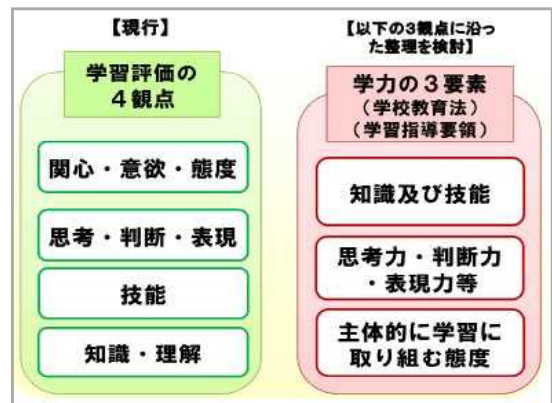 【現行】
学習評価の
４観点
関心・意欲・態度
思考・判断・表現
技能
知識・理解
【以下の３観点に沿っ
た整理を検討】
学力の３要素
（学校教育法）
（学習指導要領）
知識及び技能
思考力・判断力
・表現力等
主体的に学習に
取り組む態度